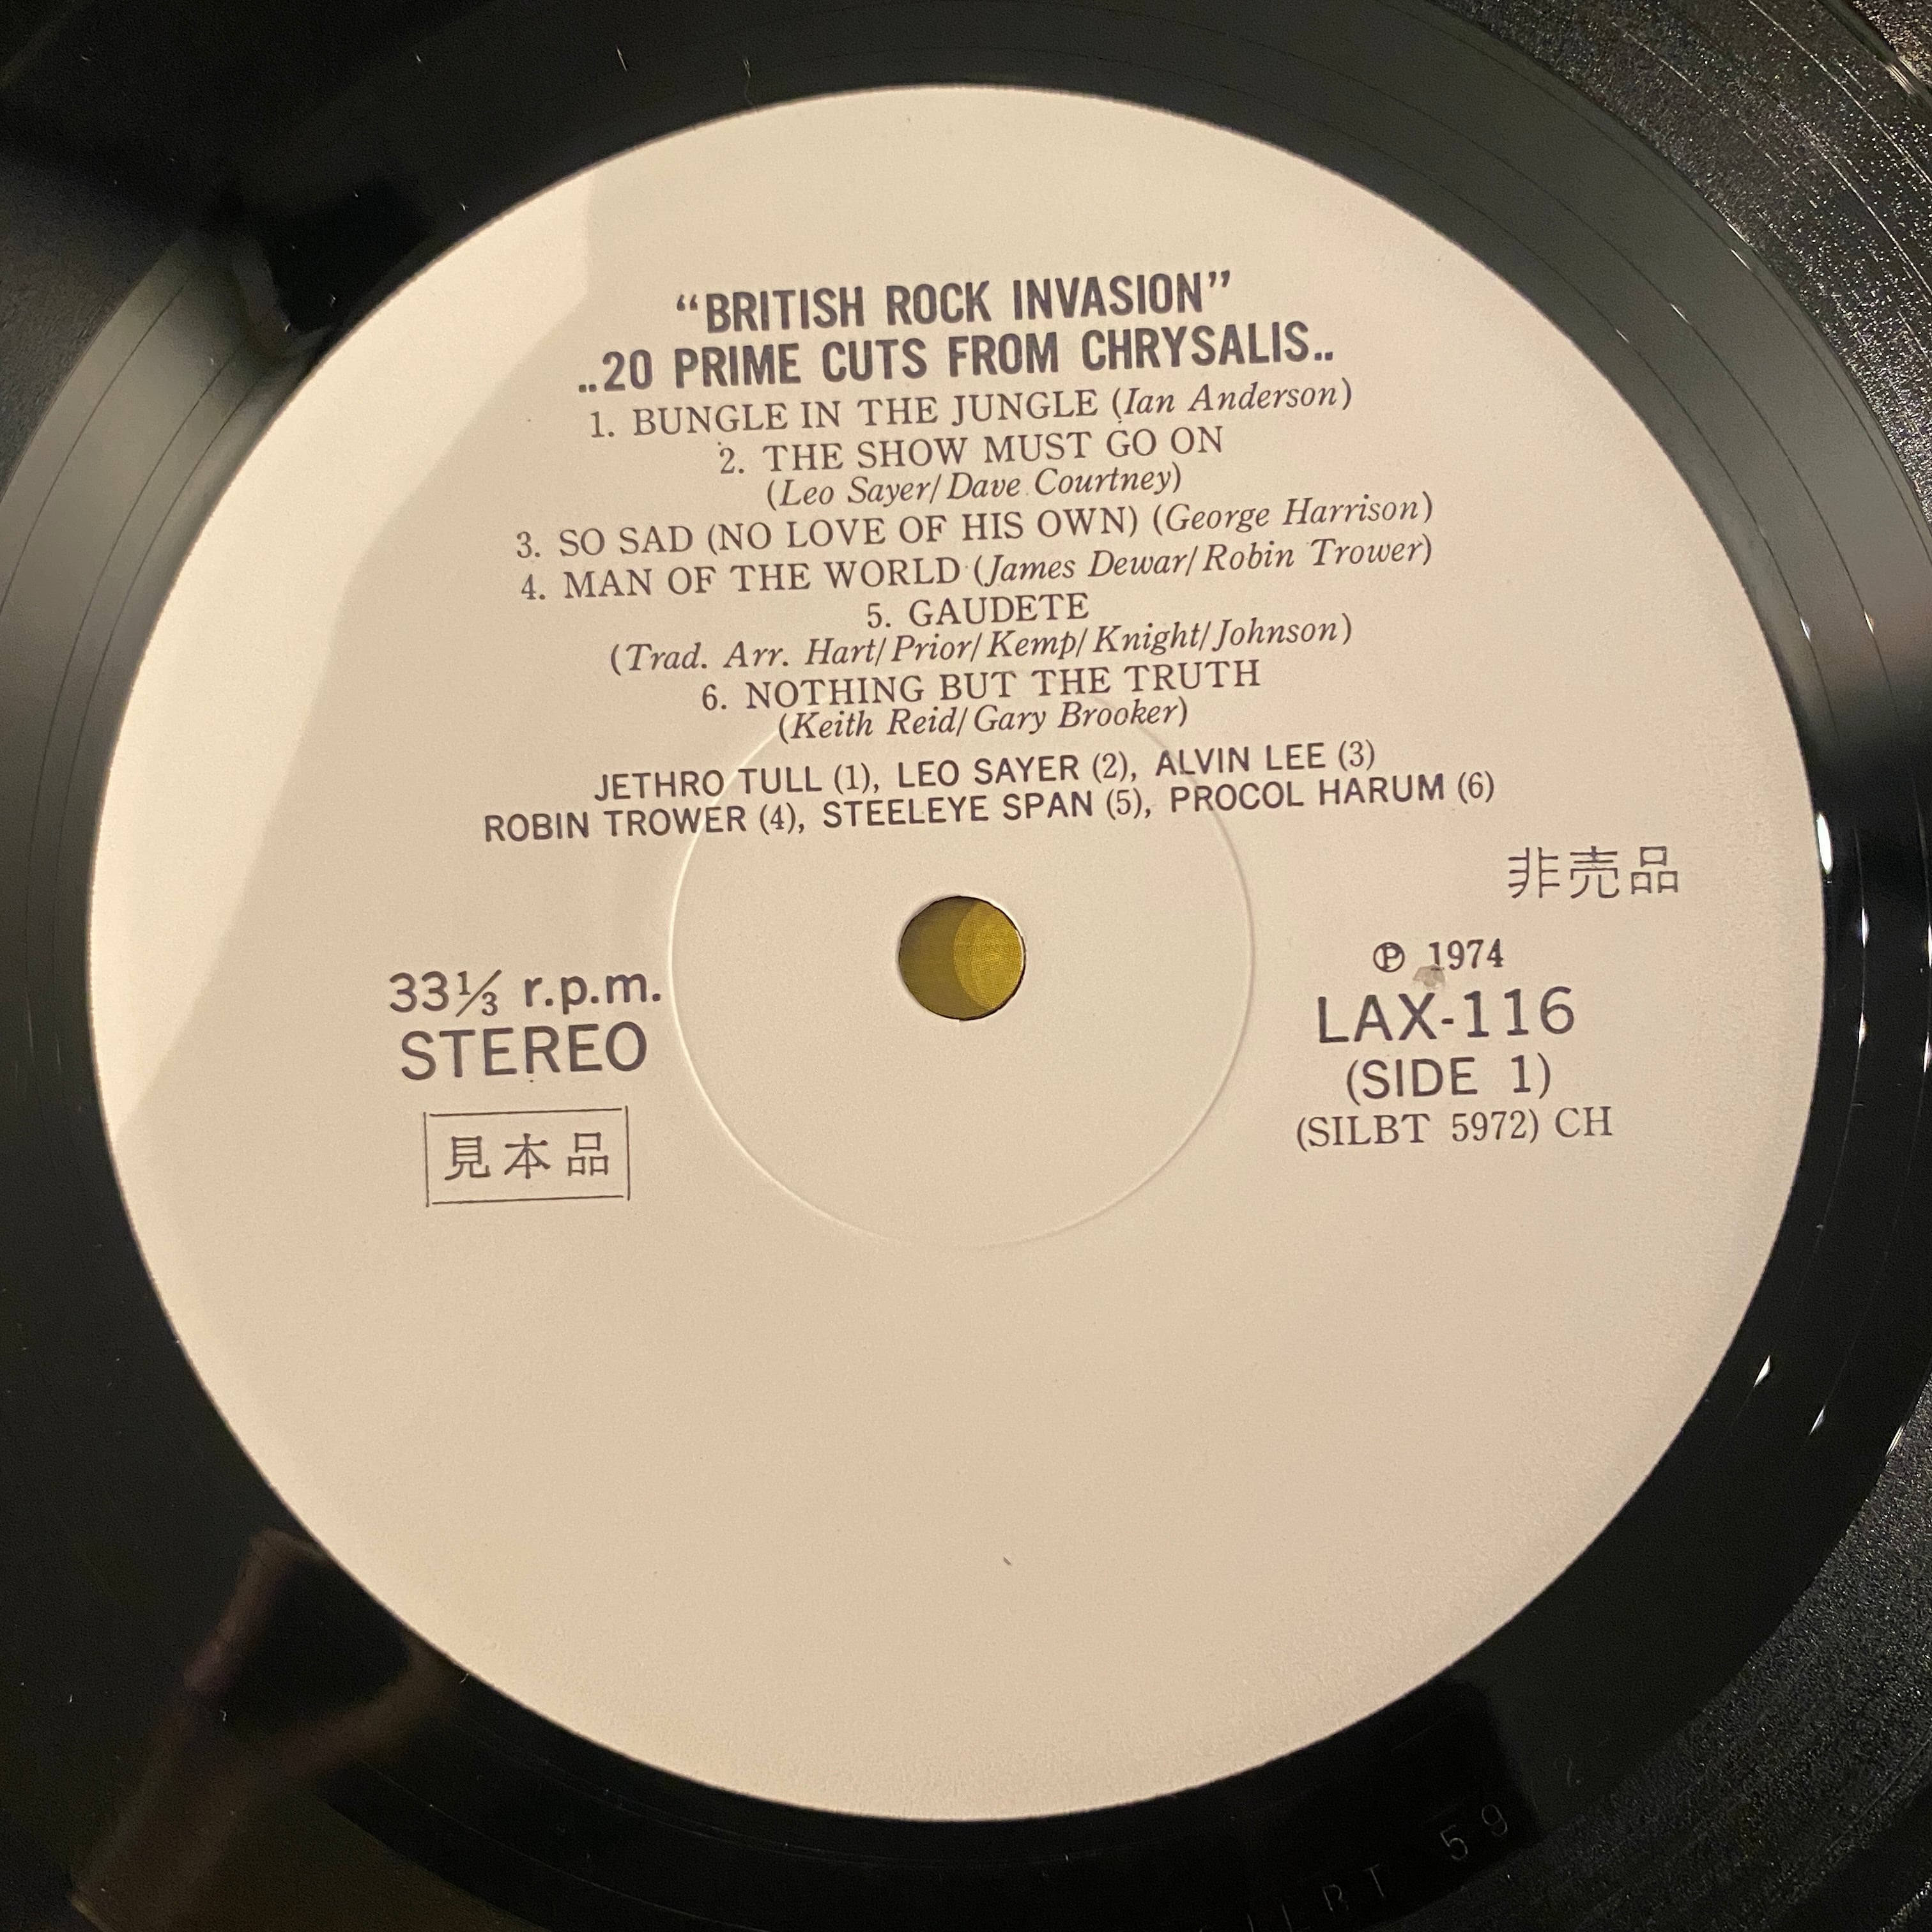 “BRITISH ROCK INVASION”
..20 PRIME CUTS FROM CHRYSALIS..
1. BUNGLE IN THE JUNGLE (Ian Anderson)
2. THE SHOW MUST GO ON
(Leo Sayer/Dave Courtney)
3. SO SAD (NO LOVE OF HIS OWN) (George Harrison)
4. MAN OF THE WORLD (James Dewar/Robin Trower)
5. GAUDETE
(Trad. Arr. Hart/Prior/Kemp/Knight/Johnson)
6. NOTHING BUT THE TRUTH
(Keith Reid/Gary Brooker)
JETHRO TULL (1), LEO SAYER (2), ALVIN LEE (3)
ROBIN TROWER (4), STEELEYE SPAN (5), PROCOL HARUM (6)
非売品
33⅓ r.p.m.
STEREO
見本品
Ⓟ 1974
LAX-116
(SIDE 1)
(SILBT 5972) CH